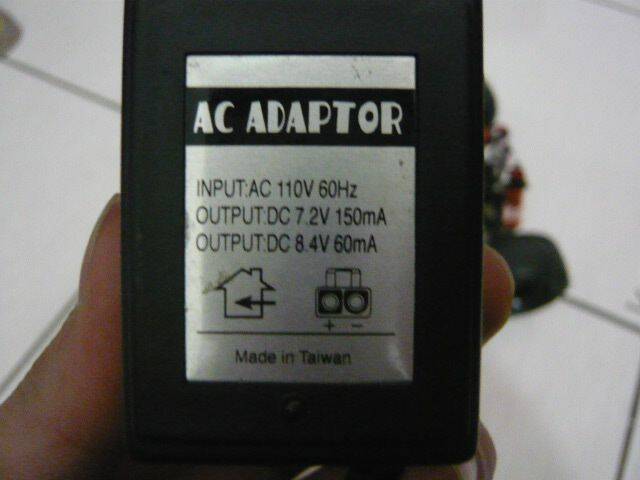 AC ADAPTOR
INPUT:AC 110V 60Hz
OUTPUT:DC 7.2V 150mA
OUTPUT:DC 8.4V 60mA
+ −
Made in Taiwan